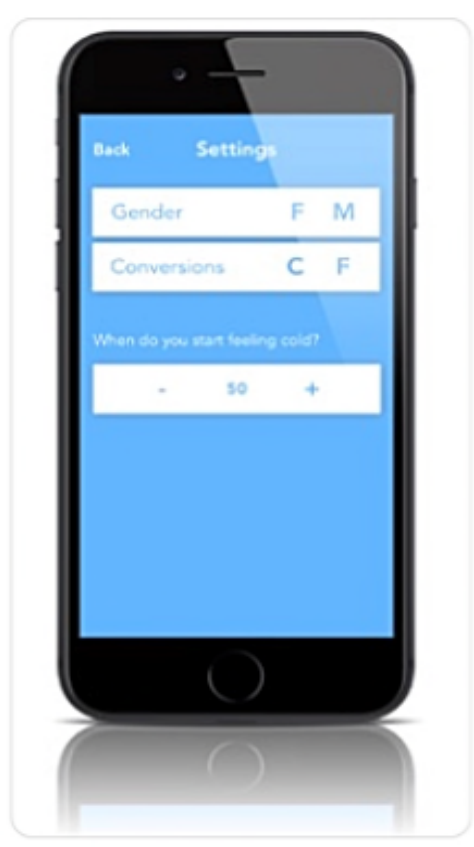 Back Settings
Gender F M
Conversions C F
When do you start feeling cold?
- 50 +